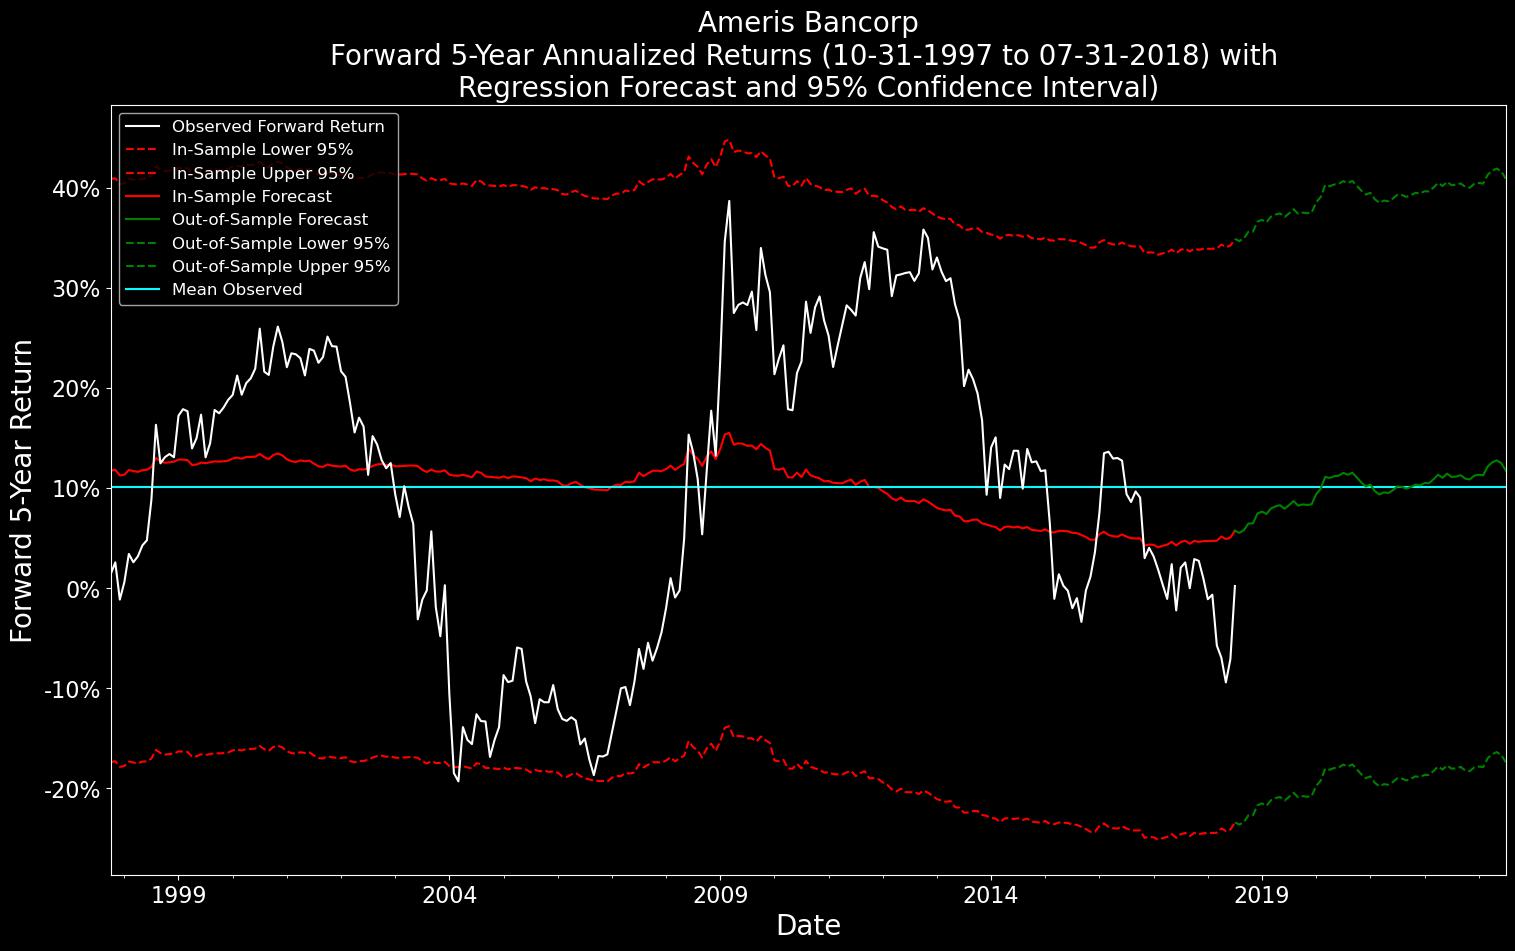 Ameris Bancorp
Forward 5-Year Annualized Returns (10-31-1997 to 07-31-2018) with
Regression Forecast and 95% Confidence Interval)
Observed Forward Return
In-Sample Lower 95%
In-Sample Upper 95%
In-Sample Forecast
Out-of-Sample Forecast
Out-of-Sample Lower 95%
Out-of-Sample Upper 95%
Mean Observed
Forward 5-Year Return
40%
30%
20%
10%
0%
-10%
-20%
1999
2004
2009
2014
2019
Date